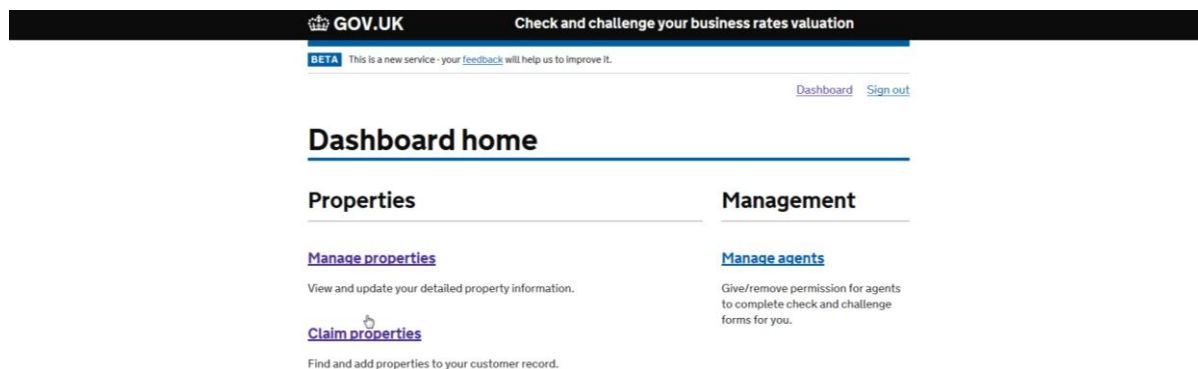 GOV.UK Check and challenge your business rates valuation
BETA This is a new service - your feedback will help us to improve it.
Dashboard Sign out
Dashboard home
Properties
Manage properties
View and update your detailed property information.
Claim properties
Find and add properties to your customer record.
Management
Manage agents
Give/remove permission for agents
to complete check and challenge
forms for you.